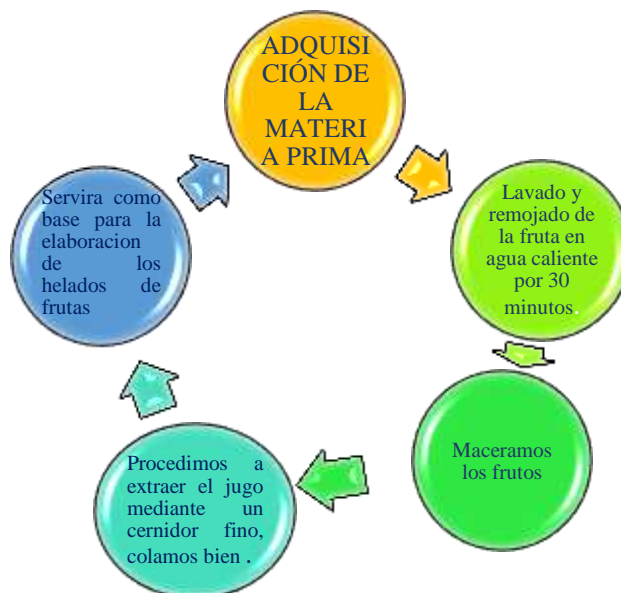 ADQUISI
CIÓN DE
LA
MATERI
A PRIMA
Lavado y
remojado de
la fruta en
agua caliente
por 30
minutos.
Maceramos
los frutos
Procedimos a
extraer el jugo
mediante un
cernidor fino,
colamos bien .
Servira como
base para la
elaboracion
de los
helados de
frutas